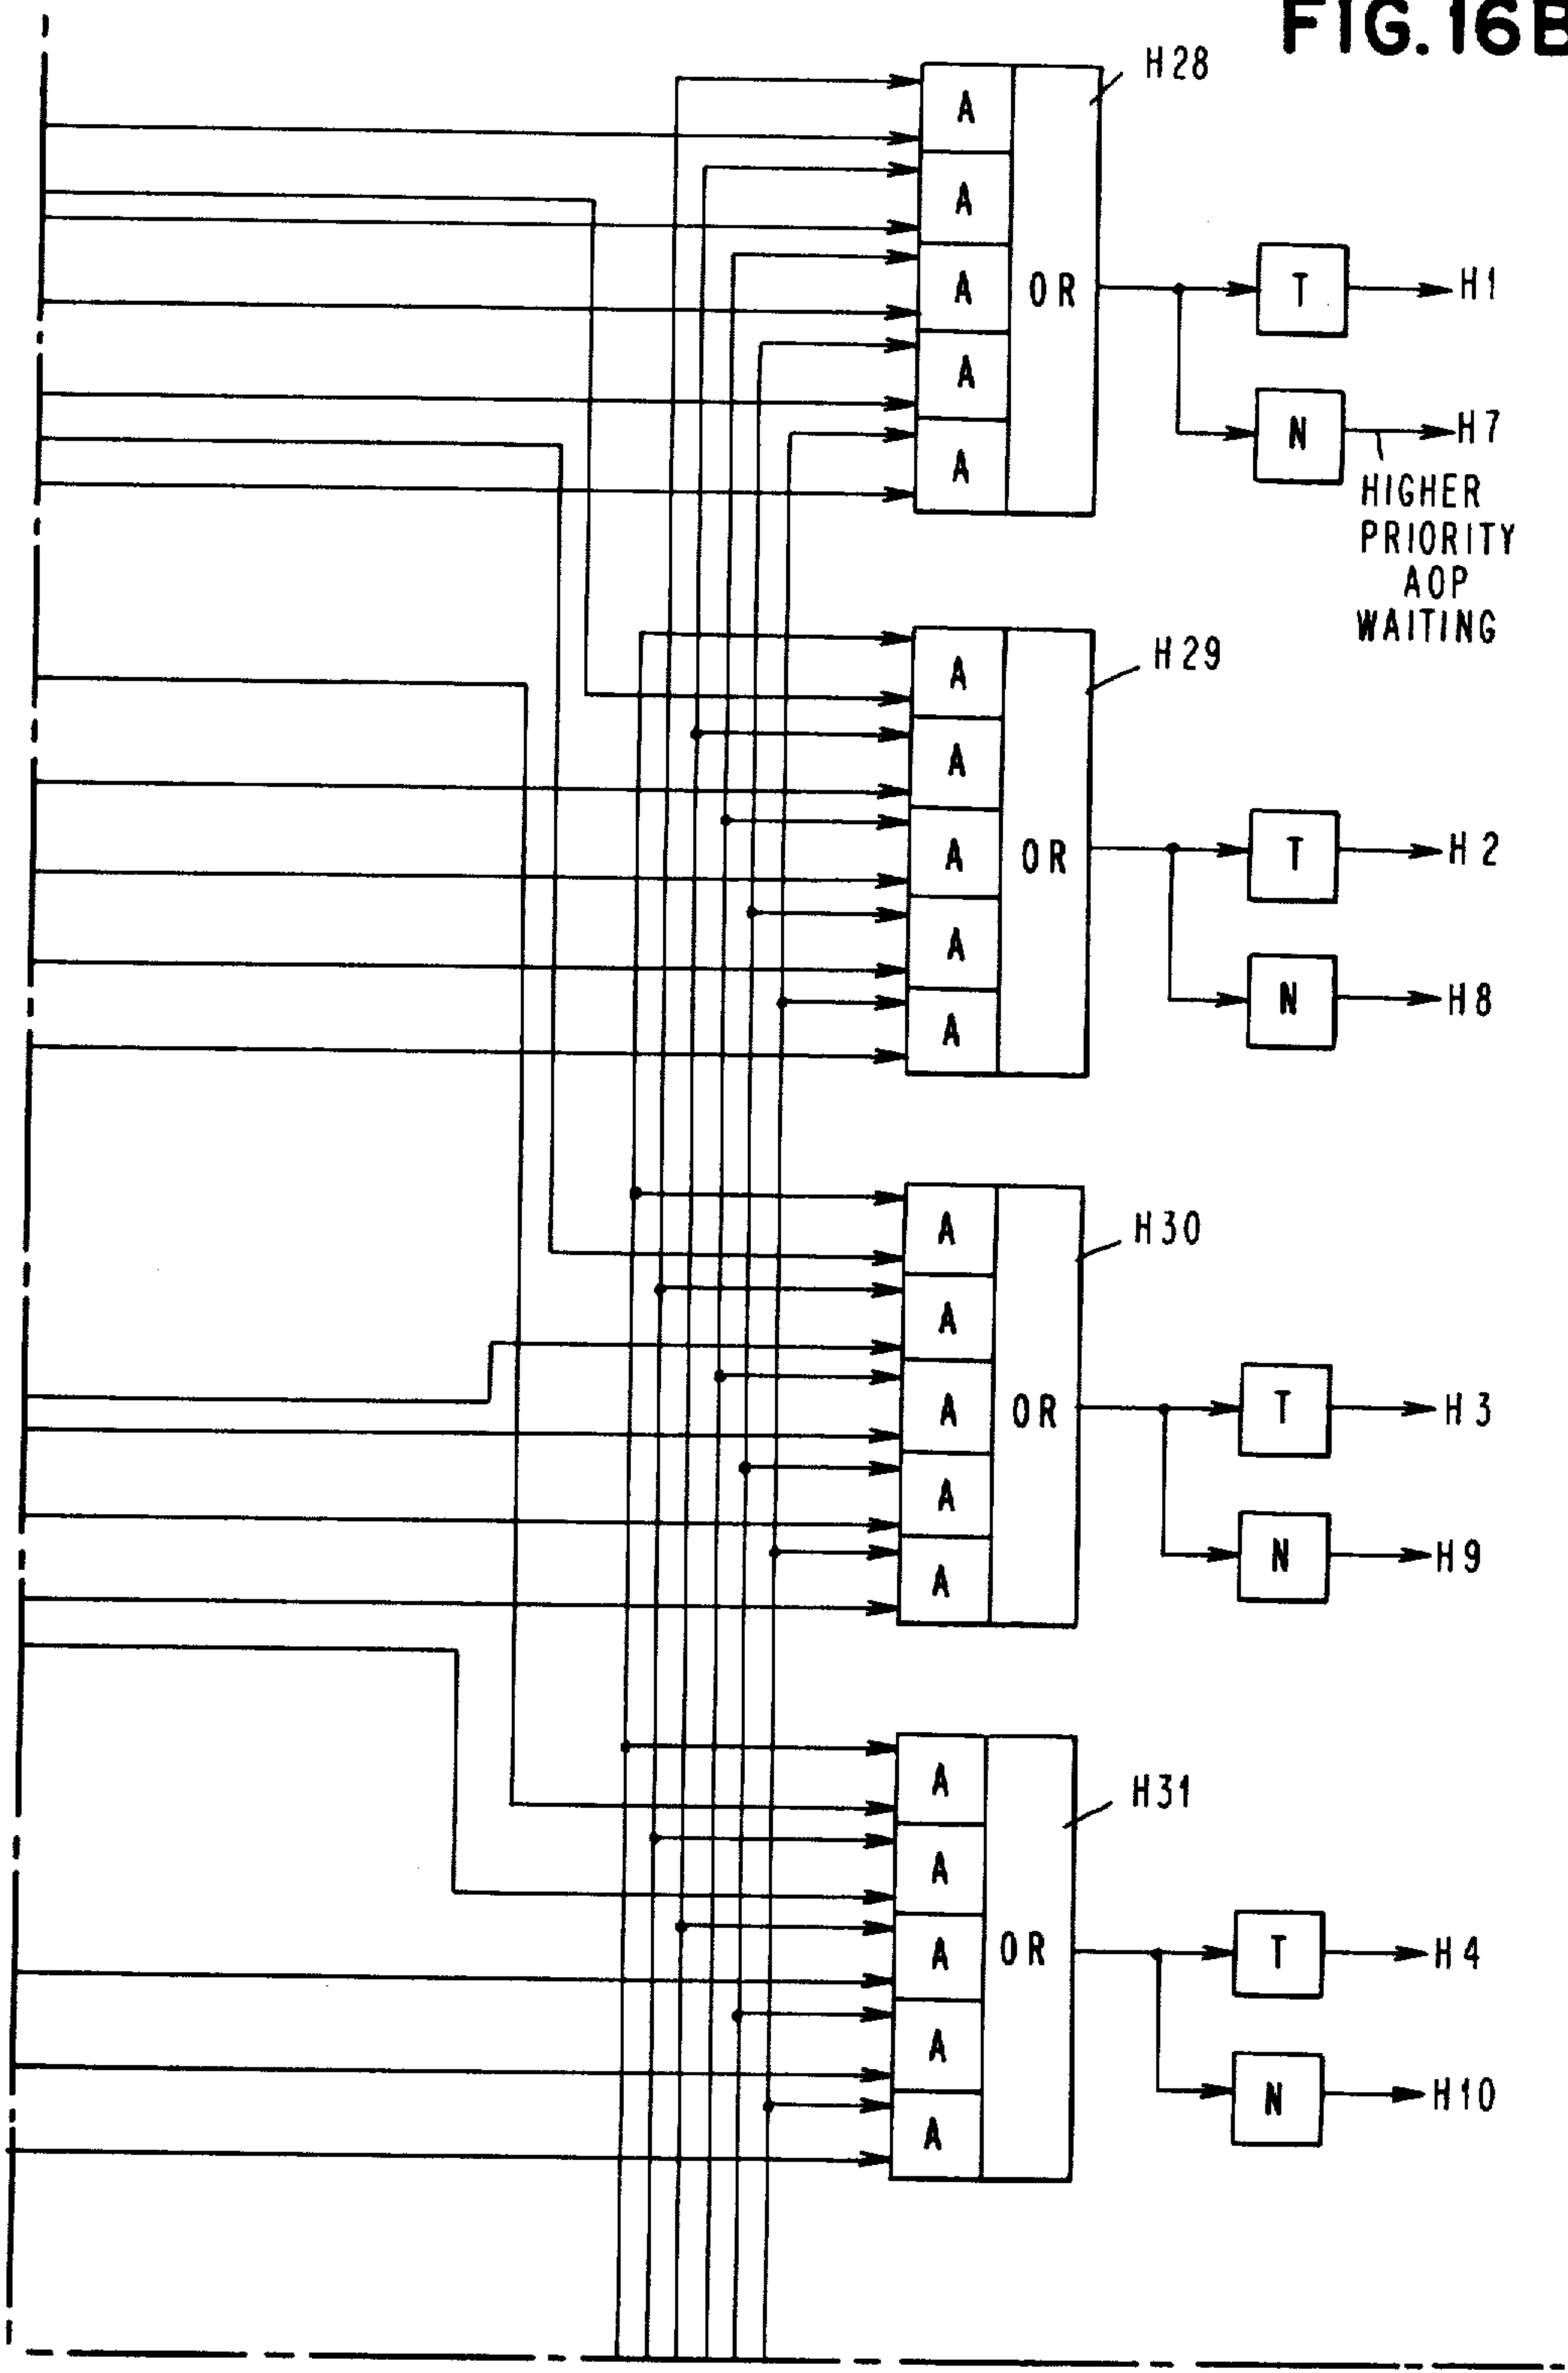 FIG. 16B
H28
A
A
A
A
A
OR
T
H1
N
H7
HIGHER
PRIORITY
AOP
WAITING
H29
A
A
A
A
A
OR
T
H2
N
H8
H30
A
A
A
A
A
OR
T
H3
N
H9
H31
A
A
A
A
A
OR
T
H4
N
H10